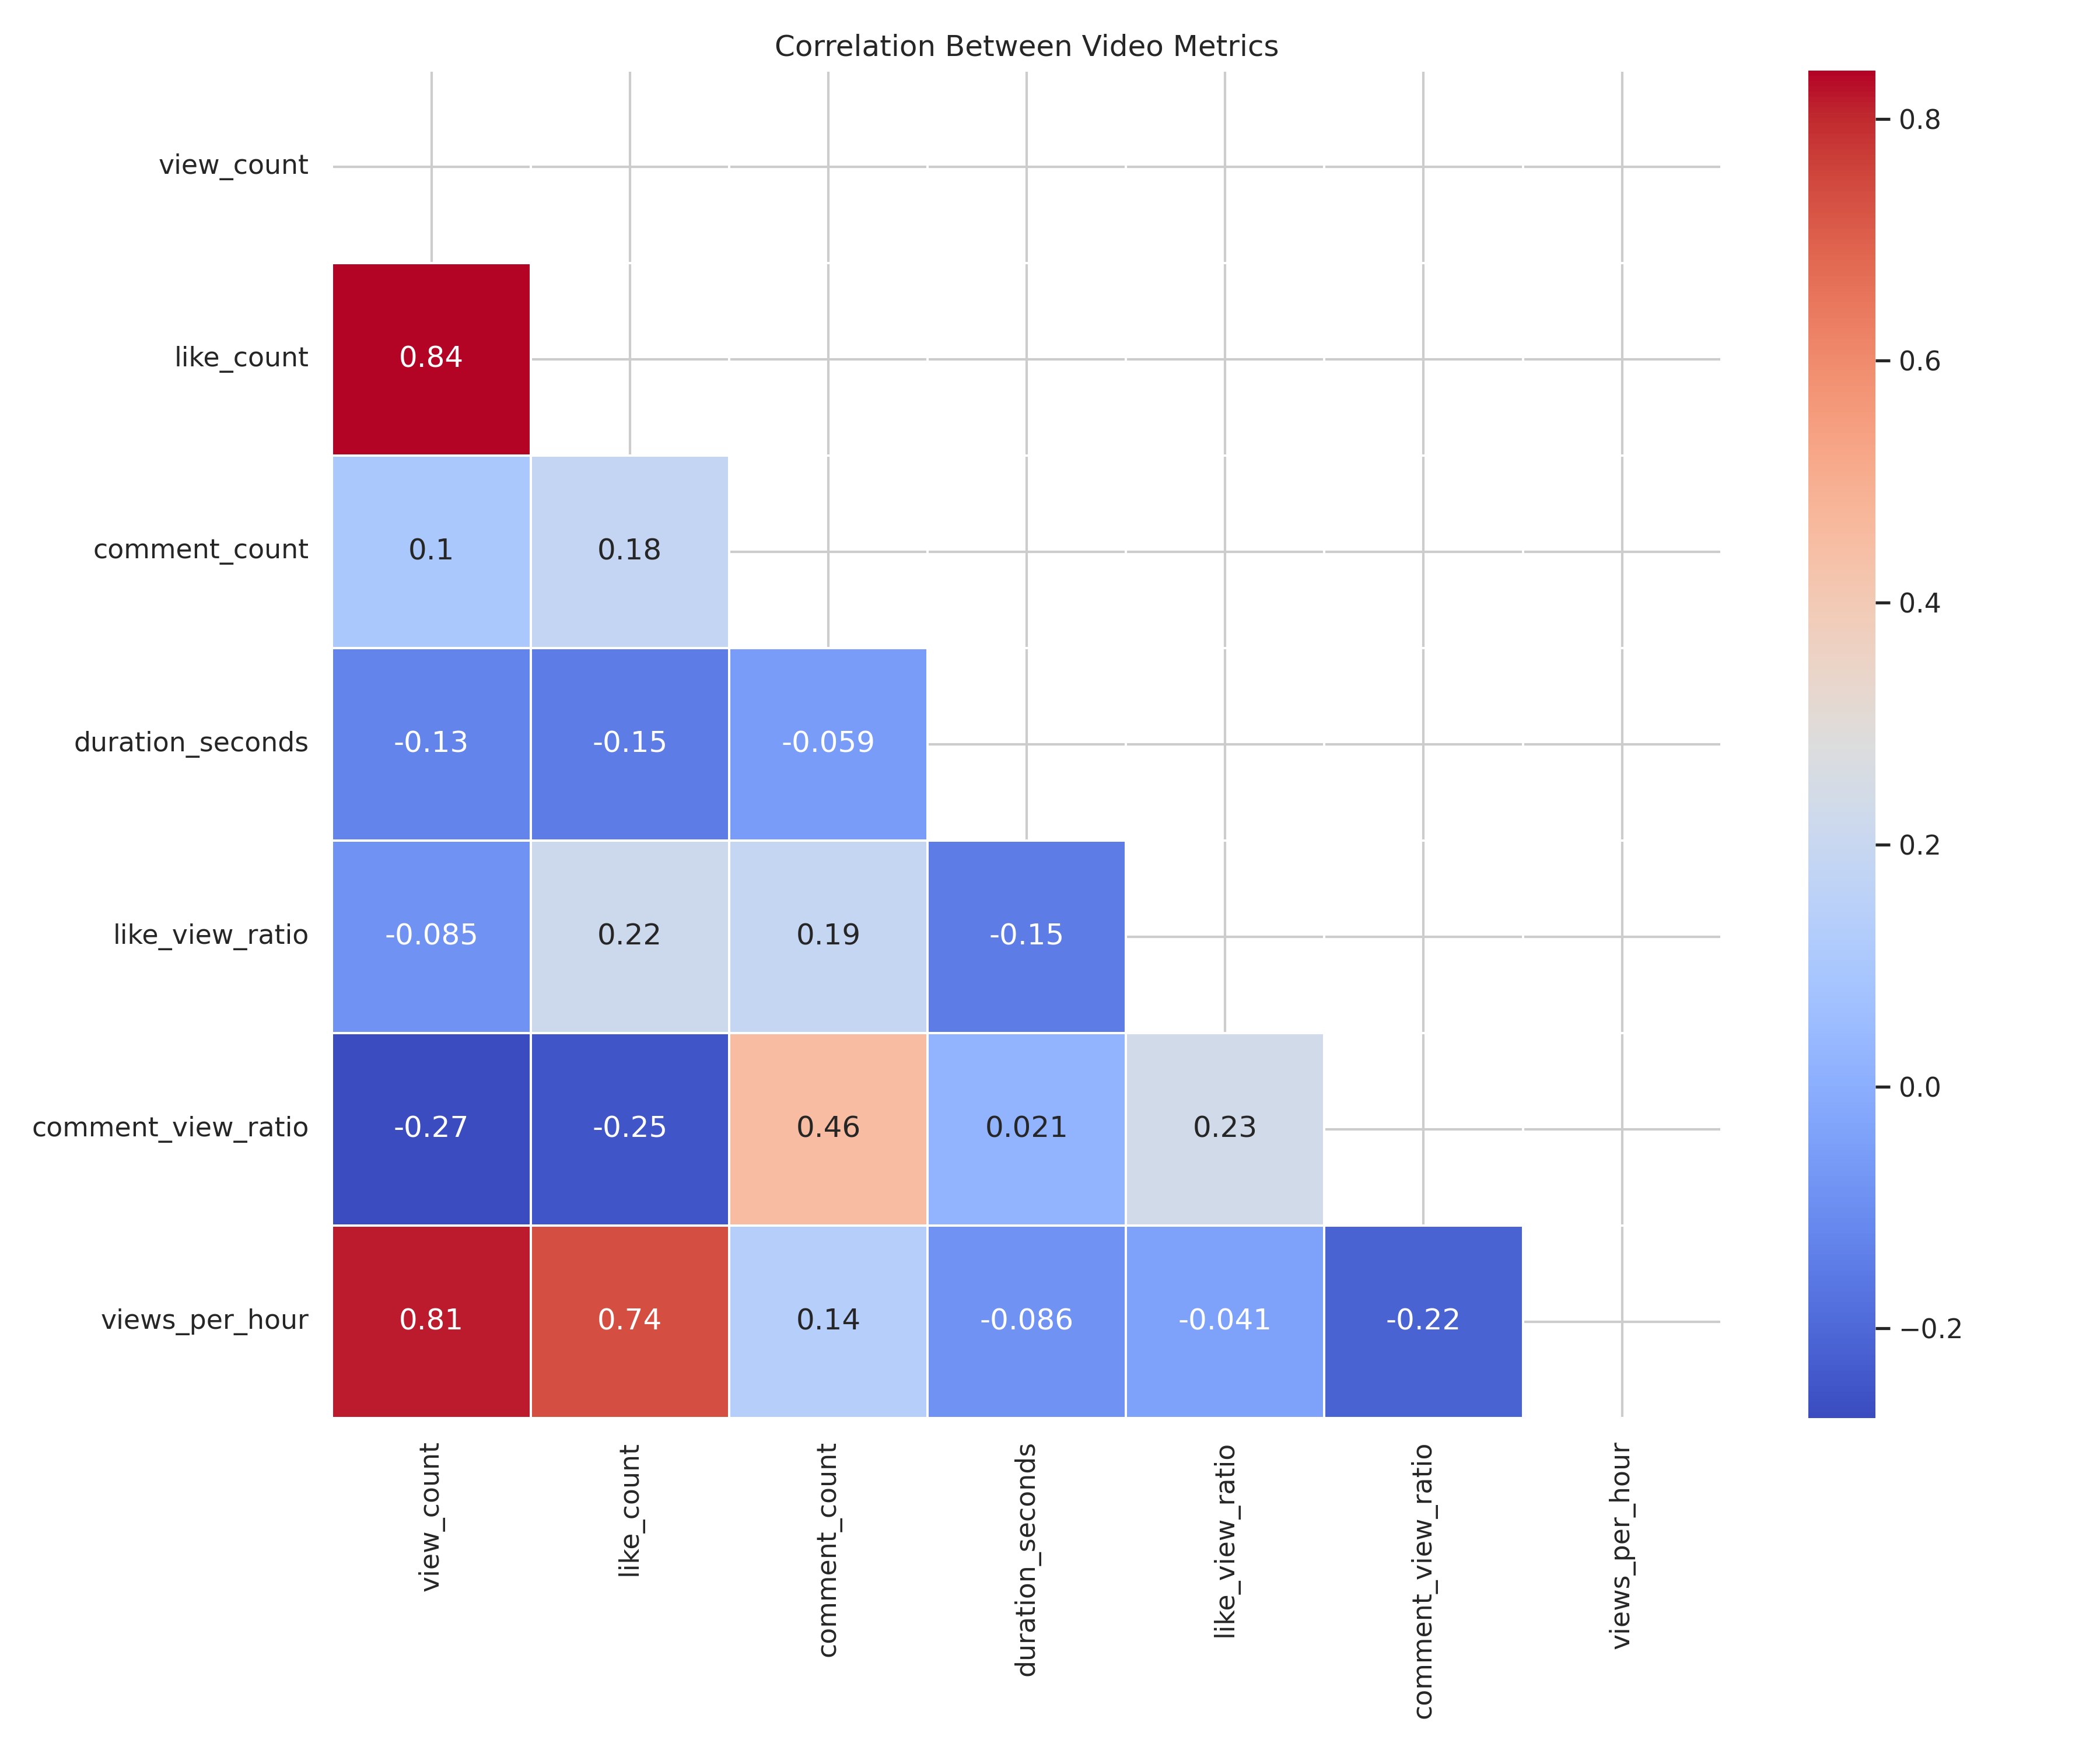 Correlation Between Video Metrics
view_count
like_count 0.84
comment_count 0.1 0.18
duration_seconds -0.13 -0.15 -0.059
like_view_ratio -0.085 0.22 0.19 -0.15
comment_view_ratio -0.27 -0.25 0.46 0.021 0.23
views_per_hour 0.81 0.74 0.14 -0.086 -0.041 -0.22
view_count
like_count
comment_count
duration_seconds
like_view_ratio
comment_view_ratio
views_per_hour
0.8
0.6
0.4
0.2
0.0
−0.2